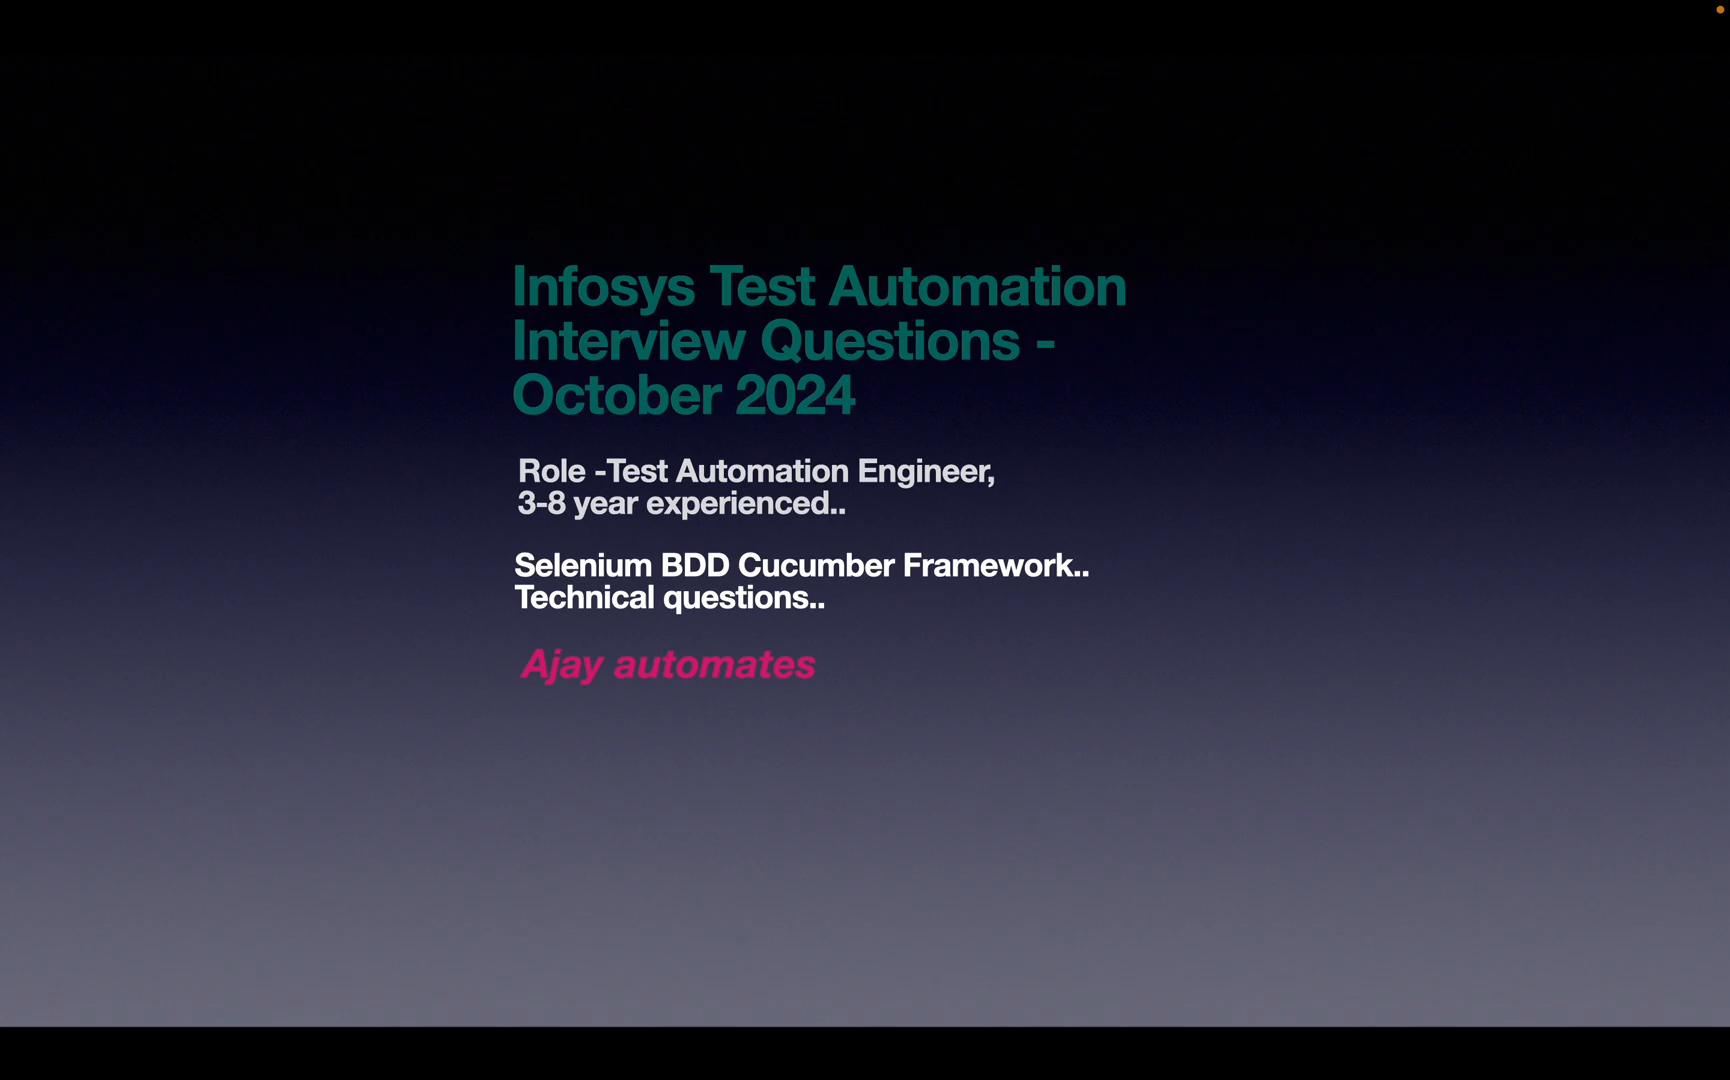 Infosys Test Automation
Interview Questions -
October 2024
Role -Test Automation Engineer,
3-8 year experienced..
Selenium BDD Cucumber Framework..
Technical questions..
Ajay automates